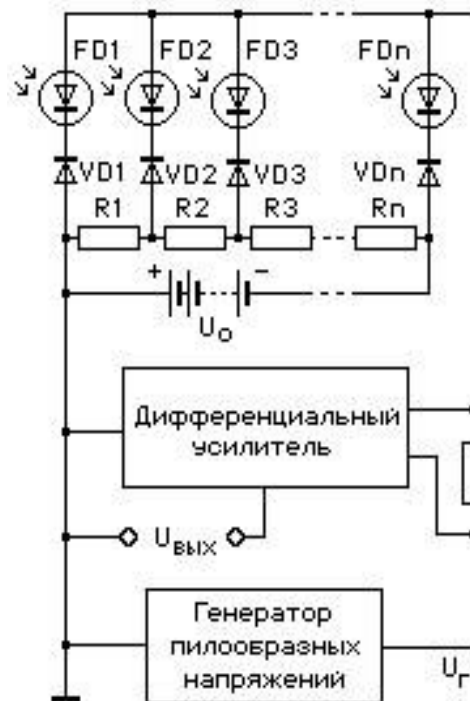 FD1 FD2 FD3 FDn
VD1 VD2 VD3 VDn
R1 R2 R3 Rn
+ −
Uo
Дифференциальный
усилитель
Uвых
Генератор
пилообразных
напряжений
Uг